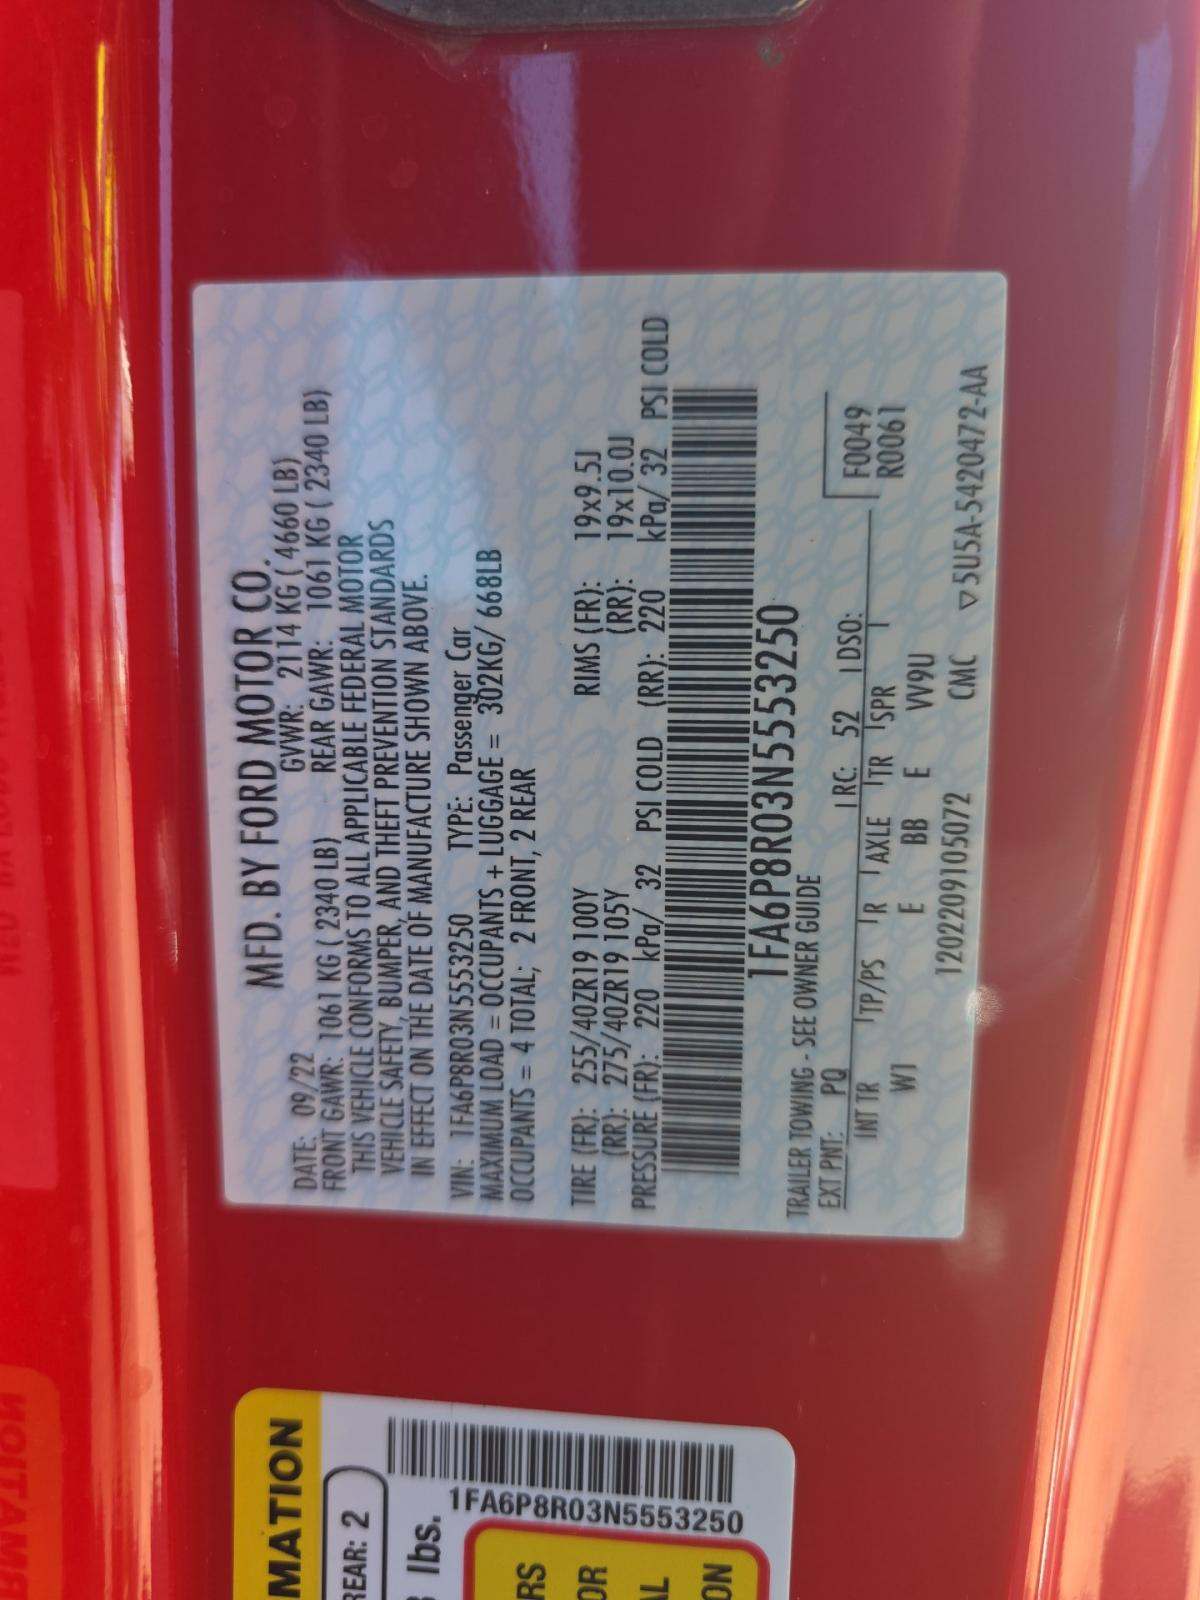 MFD. BY FORD MOTOR CO.
DATE: 09/22 GVWR: 2114 KG ( 4660 LB)
FRONT GAWR: 1061 KG ( 2340 LB) REAR GAWR: 1061 KG ( 2340 LB)
THIS VEHICLE CONFORMS TO ALL APPLICABLE FEDERAL MOTOR
VEHICLE SAFETY, BUMPER, AND THEFT PREVENTION STANDARDS
IN EFFECT ON THE DATE OF MANUFACTURE SHOWN ABOVE.
VIN: 1FA6P8R03N5553250 TYPE: Passenger Car
MAXIMUM LOAD = OCCUPANTS + LUGGAGE = 302KG/ 668LB
OCCUPANTS = 4 TOTAL; 2 FRONT, 2 REAR
TIRE (FR): 255/40ZR19 100Y RIMS (FR): 19x9.5J
(RR): 275/40ZR19 105Y (RR): 19x10.0J
PRESSURE (FR): 220 kPa/ 32 PSI COLD (RR): 220 kPa/ 32 PSI COLD
1FA6P8R03N5553250
TRAILER TOWING - SEE OWNER GUIDE
EXT PNT: PQ RC: 52 DSO: F0049
INT TR TP/PS R AXLE TR SPR R0061
WJ E BB E VV9U
1202209105072 CMC ▽5U5A-5420472-AA
MATION
REAR: 2
lbs.
1FA6P8R03N5553250
RS
OR
AL
ON